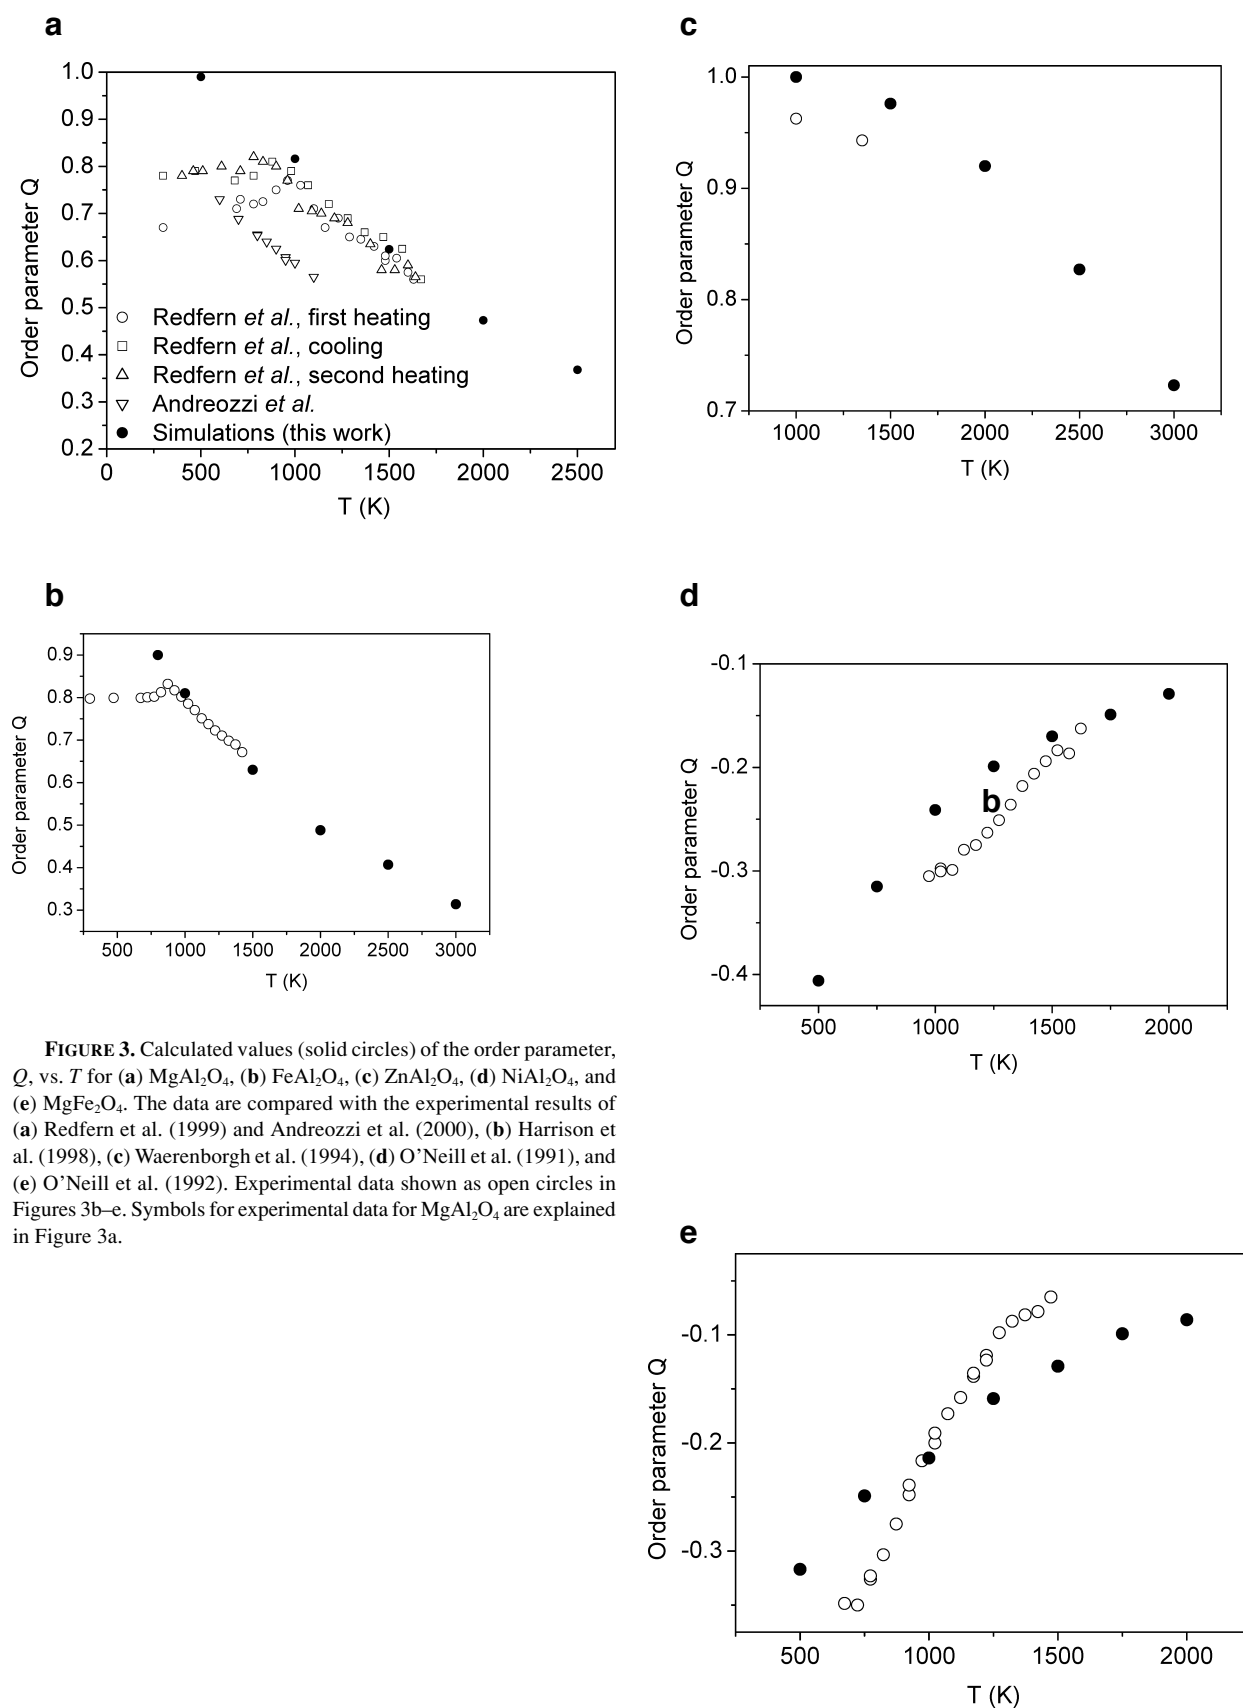 a
1.0
0.9
0.8
0.7
0.6
0.5
0.4
0.3
0.2
Order parameter Q
Redfern et al., first heating
Redfern et al., cooling
Redfern et al., second heating
Andreozzi et al.
Simulations (this work)
0 500 1000 1500 2000 2500
T (K)
b
0.9
0.8
0.7
0.6
0.5
0.4
0.3
Order parameter Q
500 1000 1500 2000 2500 3000
T (K)
FIGURE 3. Calculated values (solid circles) of the order parameter,
Q, vs. T for (a) MgAl₂O₄, (b) FeAl₂O₄, (c) ZnAl₂O₄, (d) NiAl₂O₄, and
(e) MgFe₂O₄. The data are compared with the experimental results of
(a) Redfern et al. (1999) and Andreozzi et al. (2000), (b) Harrison et
al. (1998), (c) Waerenborgh et al. (1994), (d) O’Neill et al. (1991), and
(e) O’Neill et al. (1992). Experimental data shown as open circles in
Figures 3b–e. Symbols for experimental data for MgAl₂O₄ are explained
in Figure 3a.
c
1.0
0.9
0.8
0.7
Order parameter Q
1000 1500 2000 2500 3000
T (K)
d
-0.1
-0.2
-0.3
-0.4
Order parameter Q
b
500 1000 1500 2000
T (K)
e
-0.1
-0.2
-0.3
Order parameter Q
500 1000 1500 2000
T (K)